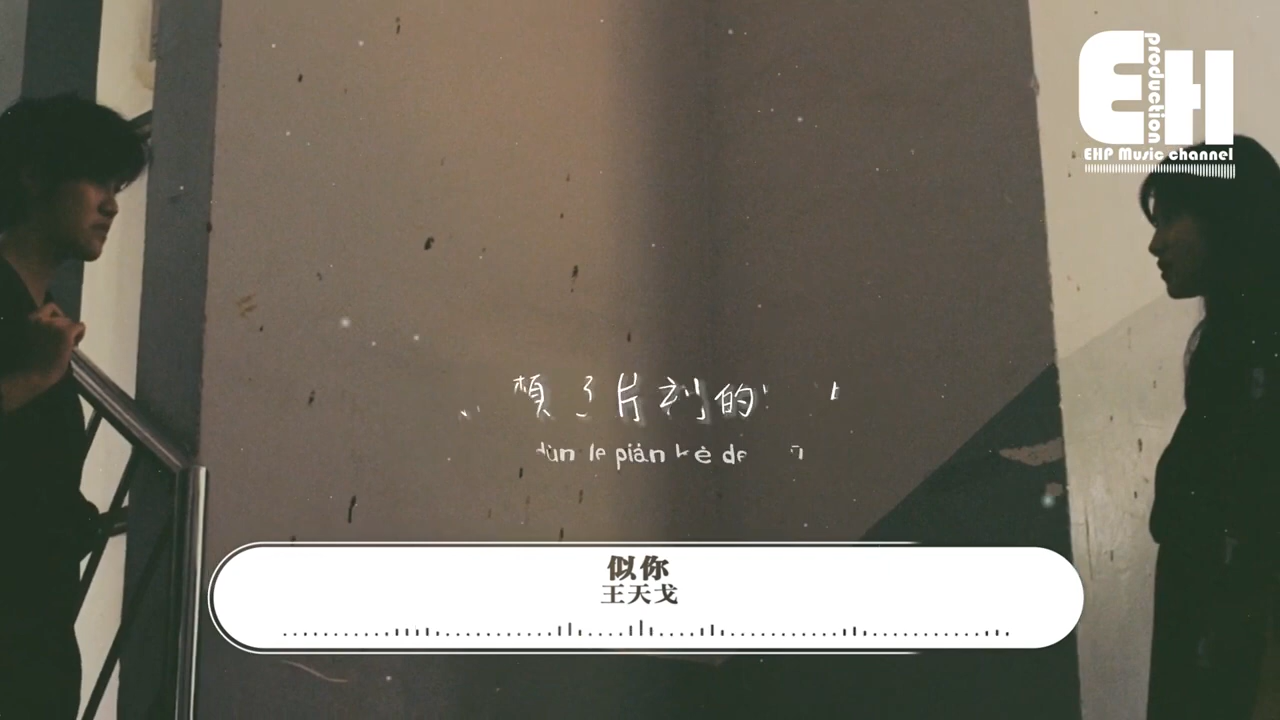 EH
production
EHP Music channel
頓了片刻的
dùn le piàn kè de
似你
王天戈